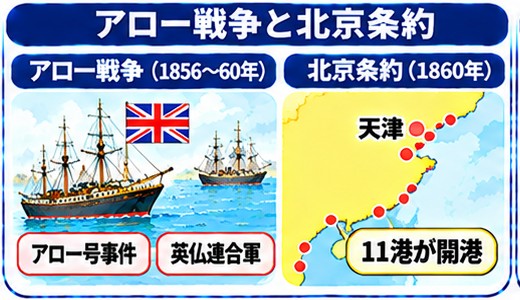 アロー戦争と北京条約
アロー戦争（1856～60年）
北京条約（1860年）
天津
アロー号事件
英仏連合軍
11港が開港